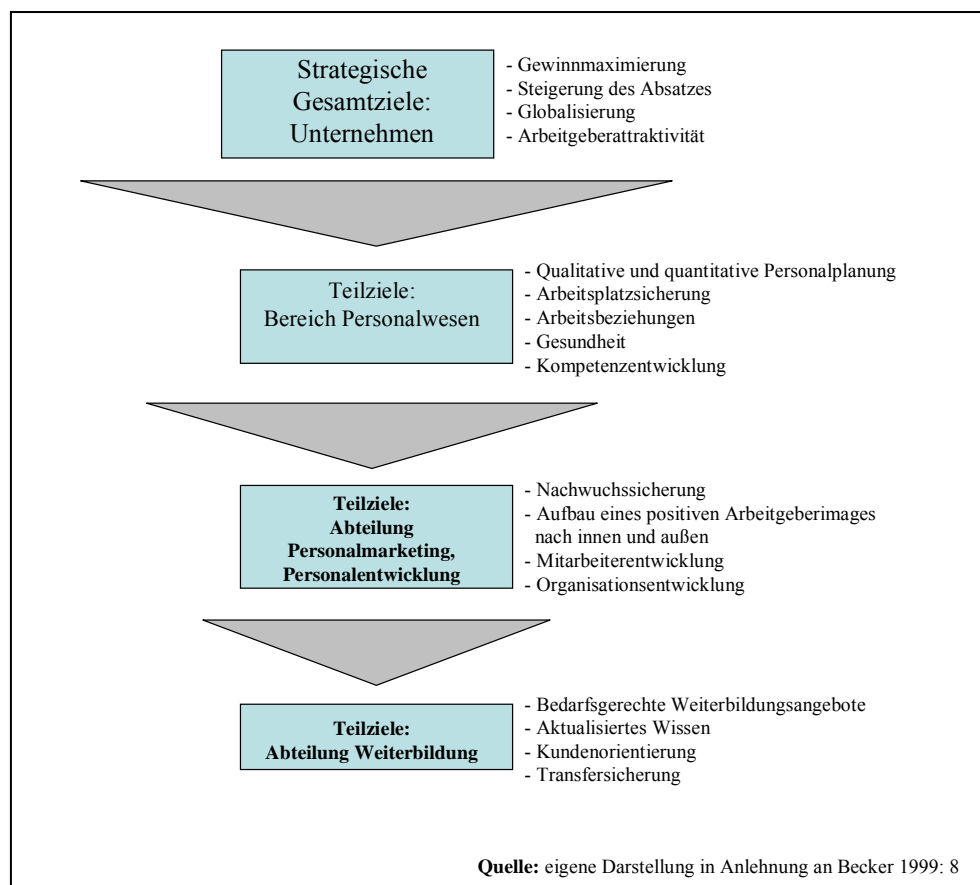 Strategische
Gesamtziele:
Unternehmen
- Gewinnmaximierung
- Steigerung des Absatzes
- Globalisierung
- Arbeitgeberattraktivität
Teilziele:
Bereich Personalwesen
- Qualitative und quantitative Personalplanung
- Arbeitsplatzsicherung
- Arbeitsbeziehungen
- Gesundheit
- Kompetenzentwicklung
Teilziele:
Abteilung
Personalmarketing,
Personalentwicklung
- Nachwuchssicherung
- Aufbau eines positiven Arbeitgeberimages
nach innen und außen
- Mitarbeiterentwicklung
- Organisationsentwicklung
Teilziele:
Abteilung Weiterbildung
- Bedarfsgerechte Weiterbildungsangebote
- Aktualisiertes Wissen
- Kundenorientierung
- Transfersicherung
Quelle: eigene Darstellung in Anlehnung an Becker 1999: 8